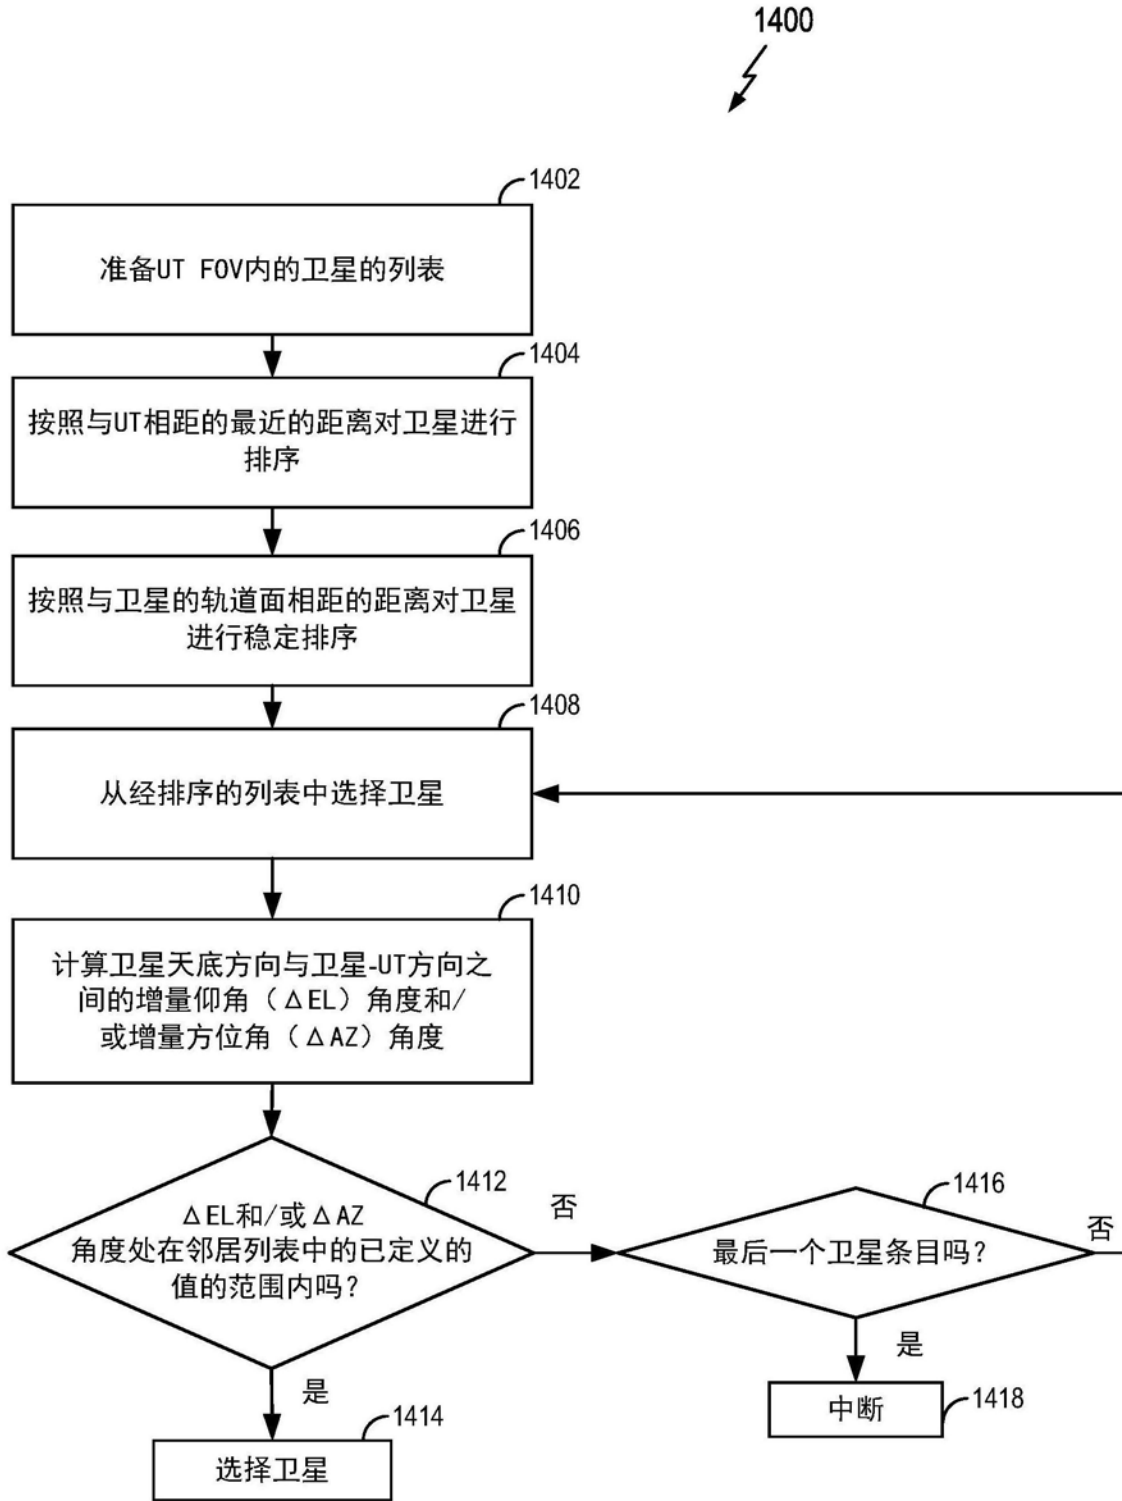 1400
1402
准备UT FOV内的卫星的列表
1404
按照与UT相距的最近的距离对卫星进行
排序
1406
按照与卫星的轨道面相距的距离对卫星
进行稳定排序
1408
从经排序的列表中选择卫星
1410
计算卫星天底方向与卫星-UT方向之
间的增量仰角（ΔEL）角度和/
或增量方位角（ΔAZ）角度
1412
ΔEL和/或ΔAZ
角度处在邻居列表中的已定义的
值的范围内吗？
否
1416
最后一个卫星条目吗？
否
是
1414
选择卫星
是
中断
1418